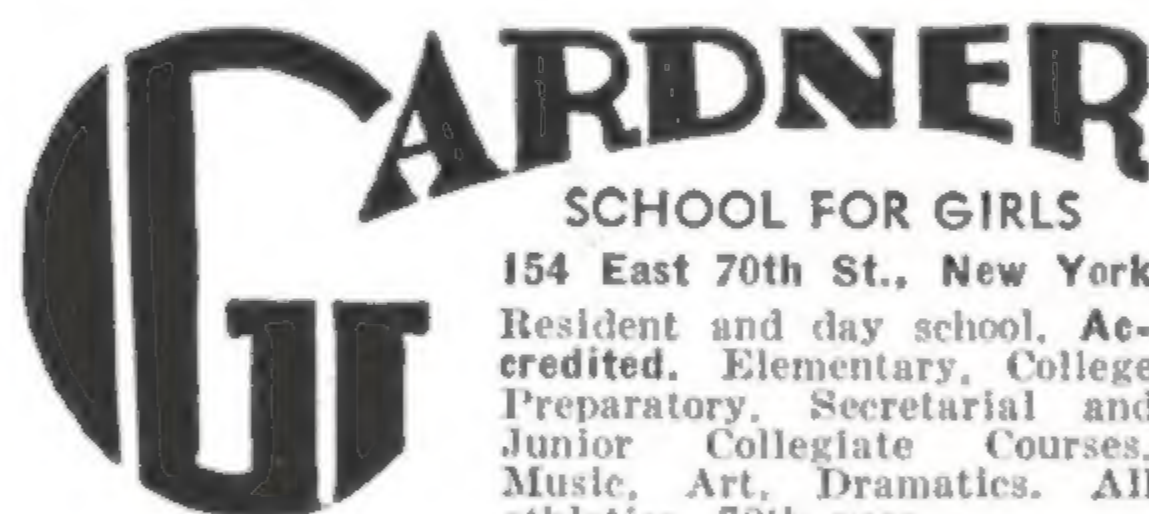 GARDNER
SCHOOL FOR GIRLS
154 East 70th St., New York
Resident and day school. Ac-
credited. Elementary, College
Preparatory, Secretarial and
Junior Collegiate Courses.
Music, Art, Dramatics. All